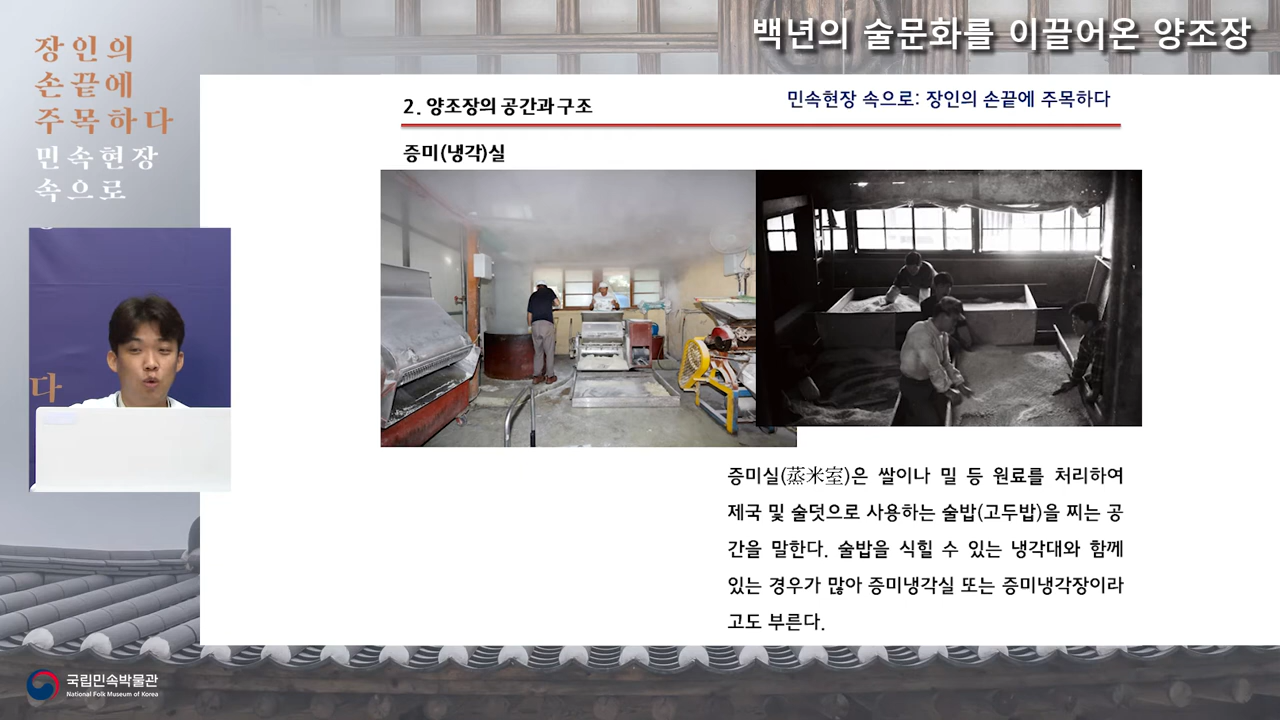 백년의 술문화를 이끌어온 양조장
장인의
손끝에
주목하다
민속현장
속으로
2. 양조장의 공간과 구조
민속현장 속으로: 장인의 손끝에 주목하다
증미(냉각)실
다
증미실(蒸米室)은 쌀이나 밀 등 원료를 처리하여
제국 및 술덧으로 사용하는 술밥(고두밥)을 찌는 공
간을 말한다. 술밥을 식힐 수 있는 냉각대와 함께
있는 경우가 많아 증미냉각실 또는 증미냉각장이라
고도 부른다.
국립민속박물관
National Folk Museum of Korea